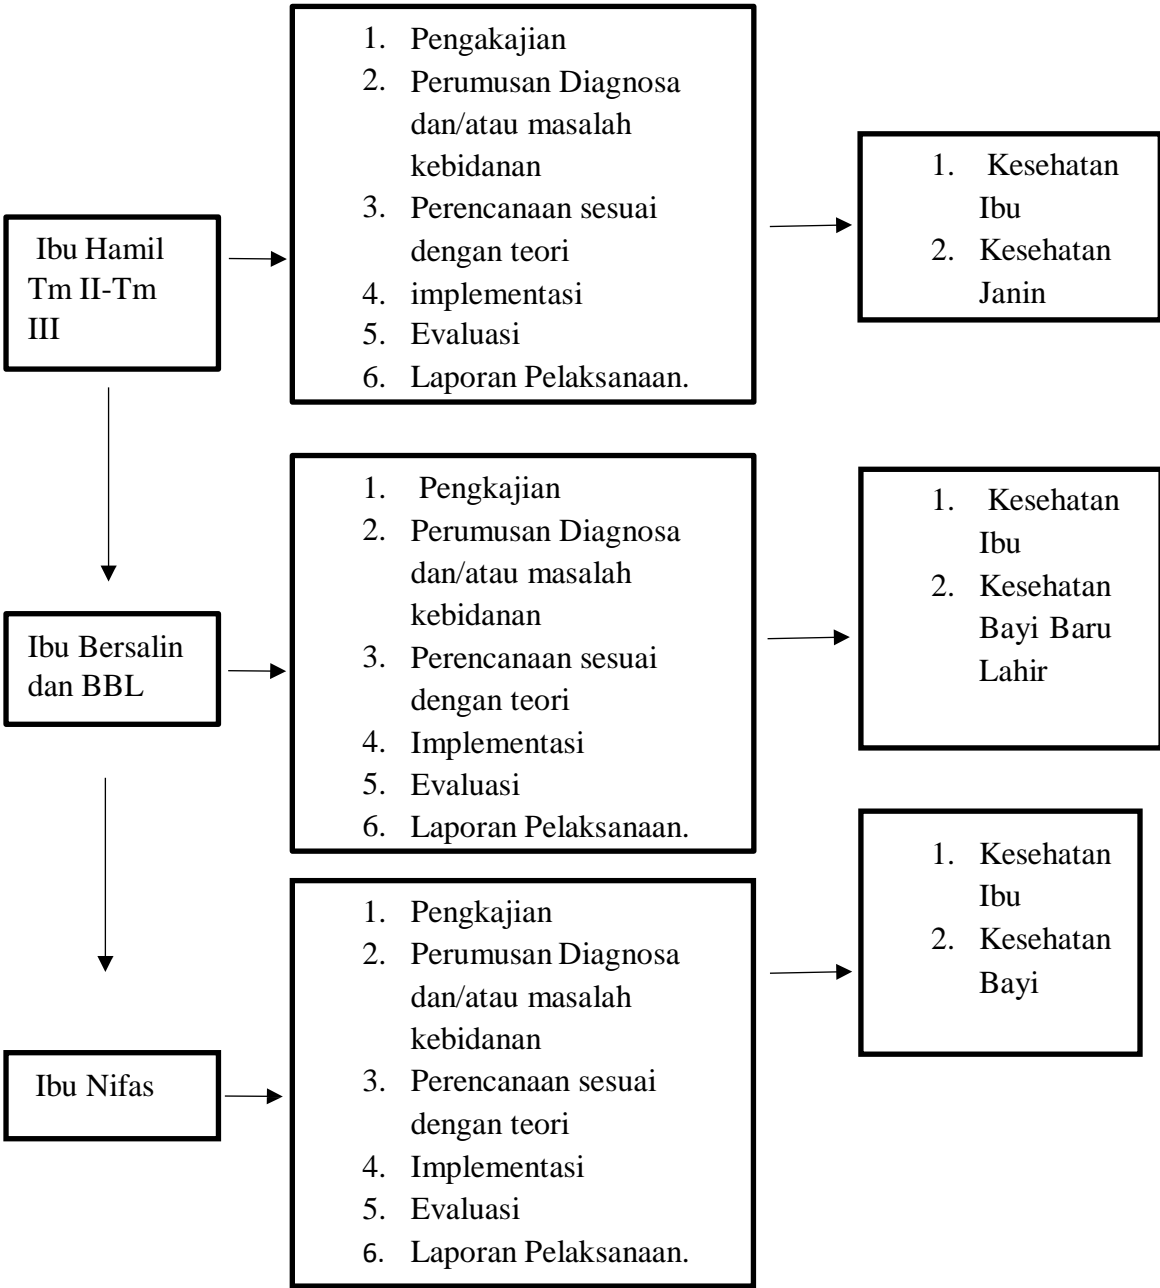 Ibu Hamil
Tm II-Tm
III
1. Pengakajian
2. Perumusan Diagnosa
dan/atau masalah
kebidanan
3. Perencanaan sesuai
dengan teori
4. implementasi
5. Evaluasi
6. Laporan Pelaksanaan.
1. Kesehatan
Ibu
2. Kesehatan
Janin
Ibu Bersalin
dan BBL
1. Pengkajian
2. Perumusan Diagnosa
dan/atau masalah
kebidanan
3. Perencanaan sesuai
dengan teori
4. Implementasi
5. Evaluasi
6. Laporan Pelaksanaan.
1. Kesehatan
Ibu
2. Kesehatan
Bayi Baru
Lahir
Ibu Nifas
1. Pengkajian
2. Perumusan Diagnosa
dan/atau masalah
kebidanan
3. Perencanaan sesuai
dengan teori
4. Implementasi
5. Evaluasi
6. Laporan Pelaksanaan.
1. Kesehatan
Ibu
2. Kesehatan
Bayi